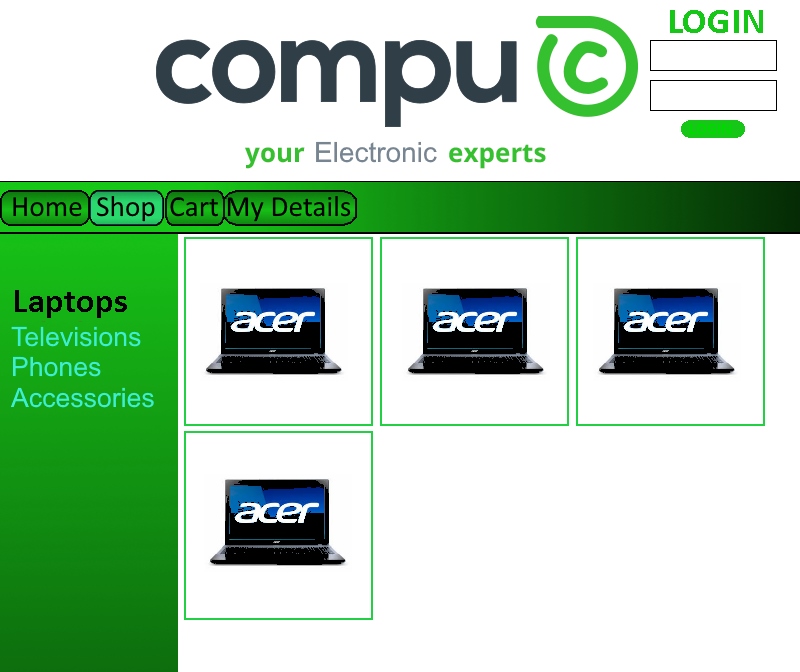 LOGIN
compu C
your Electronic experts
Home Shop Cart My Details
Laptops
Televisions
Phones
Accessories
acer
acer
acer
acer